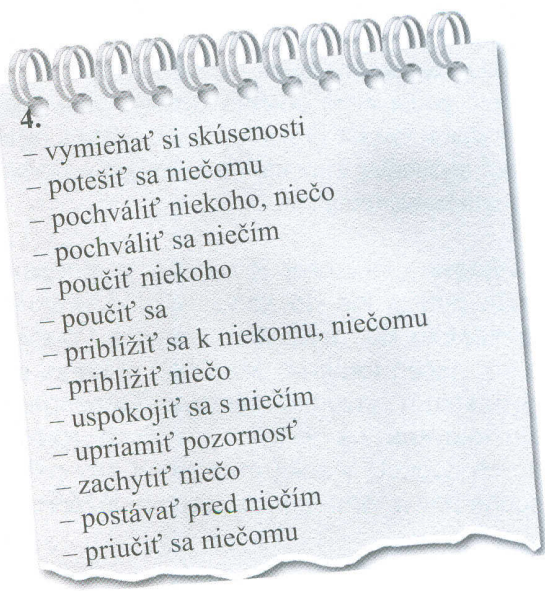 4.
– vymieňať si skúsenosti
– potešiť sa niečomu
– pochváliť niekoho, niečo
– pochváliť sa niečím
– poučiť niekoho
– poučiť sa
– priblížiť sa k niekomu, niečomu
– priblížiť niečo
– uspokojiť sa s niečím
– upriamiť pozornosť
– zachytiť niečo
– postávať pred niečím
– priučiť sa niečomu